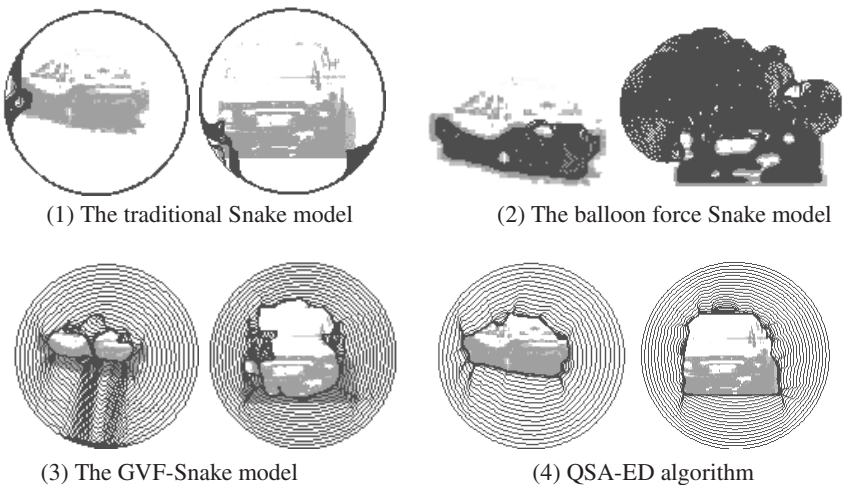 (1) The traditional Snake model
(2) The balloon force Snake model
(3) The GVF-Snake model
(4) QSA-ED algorithm